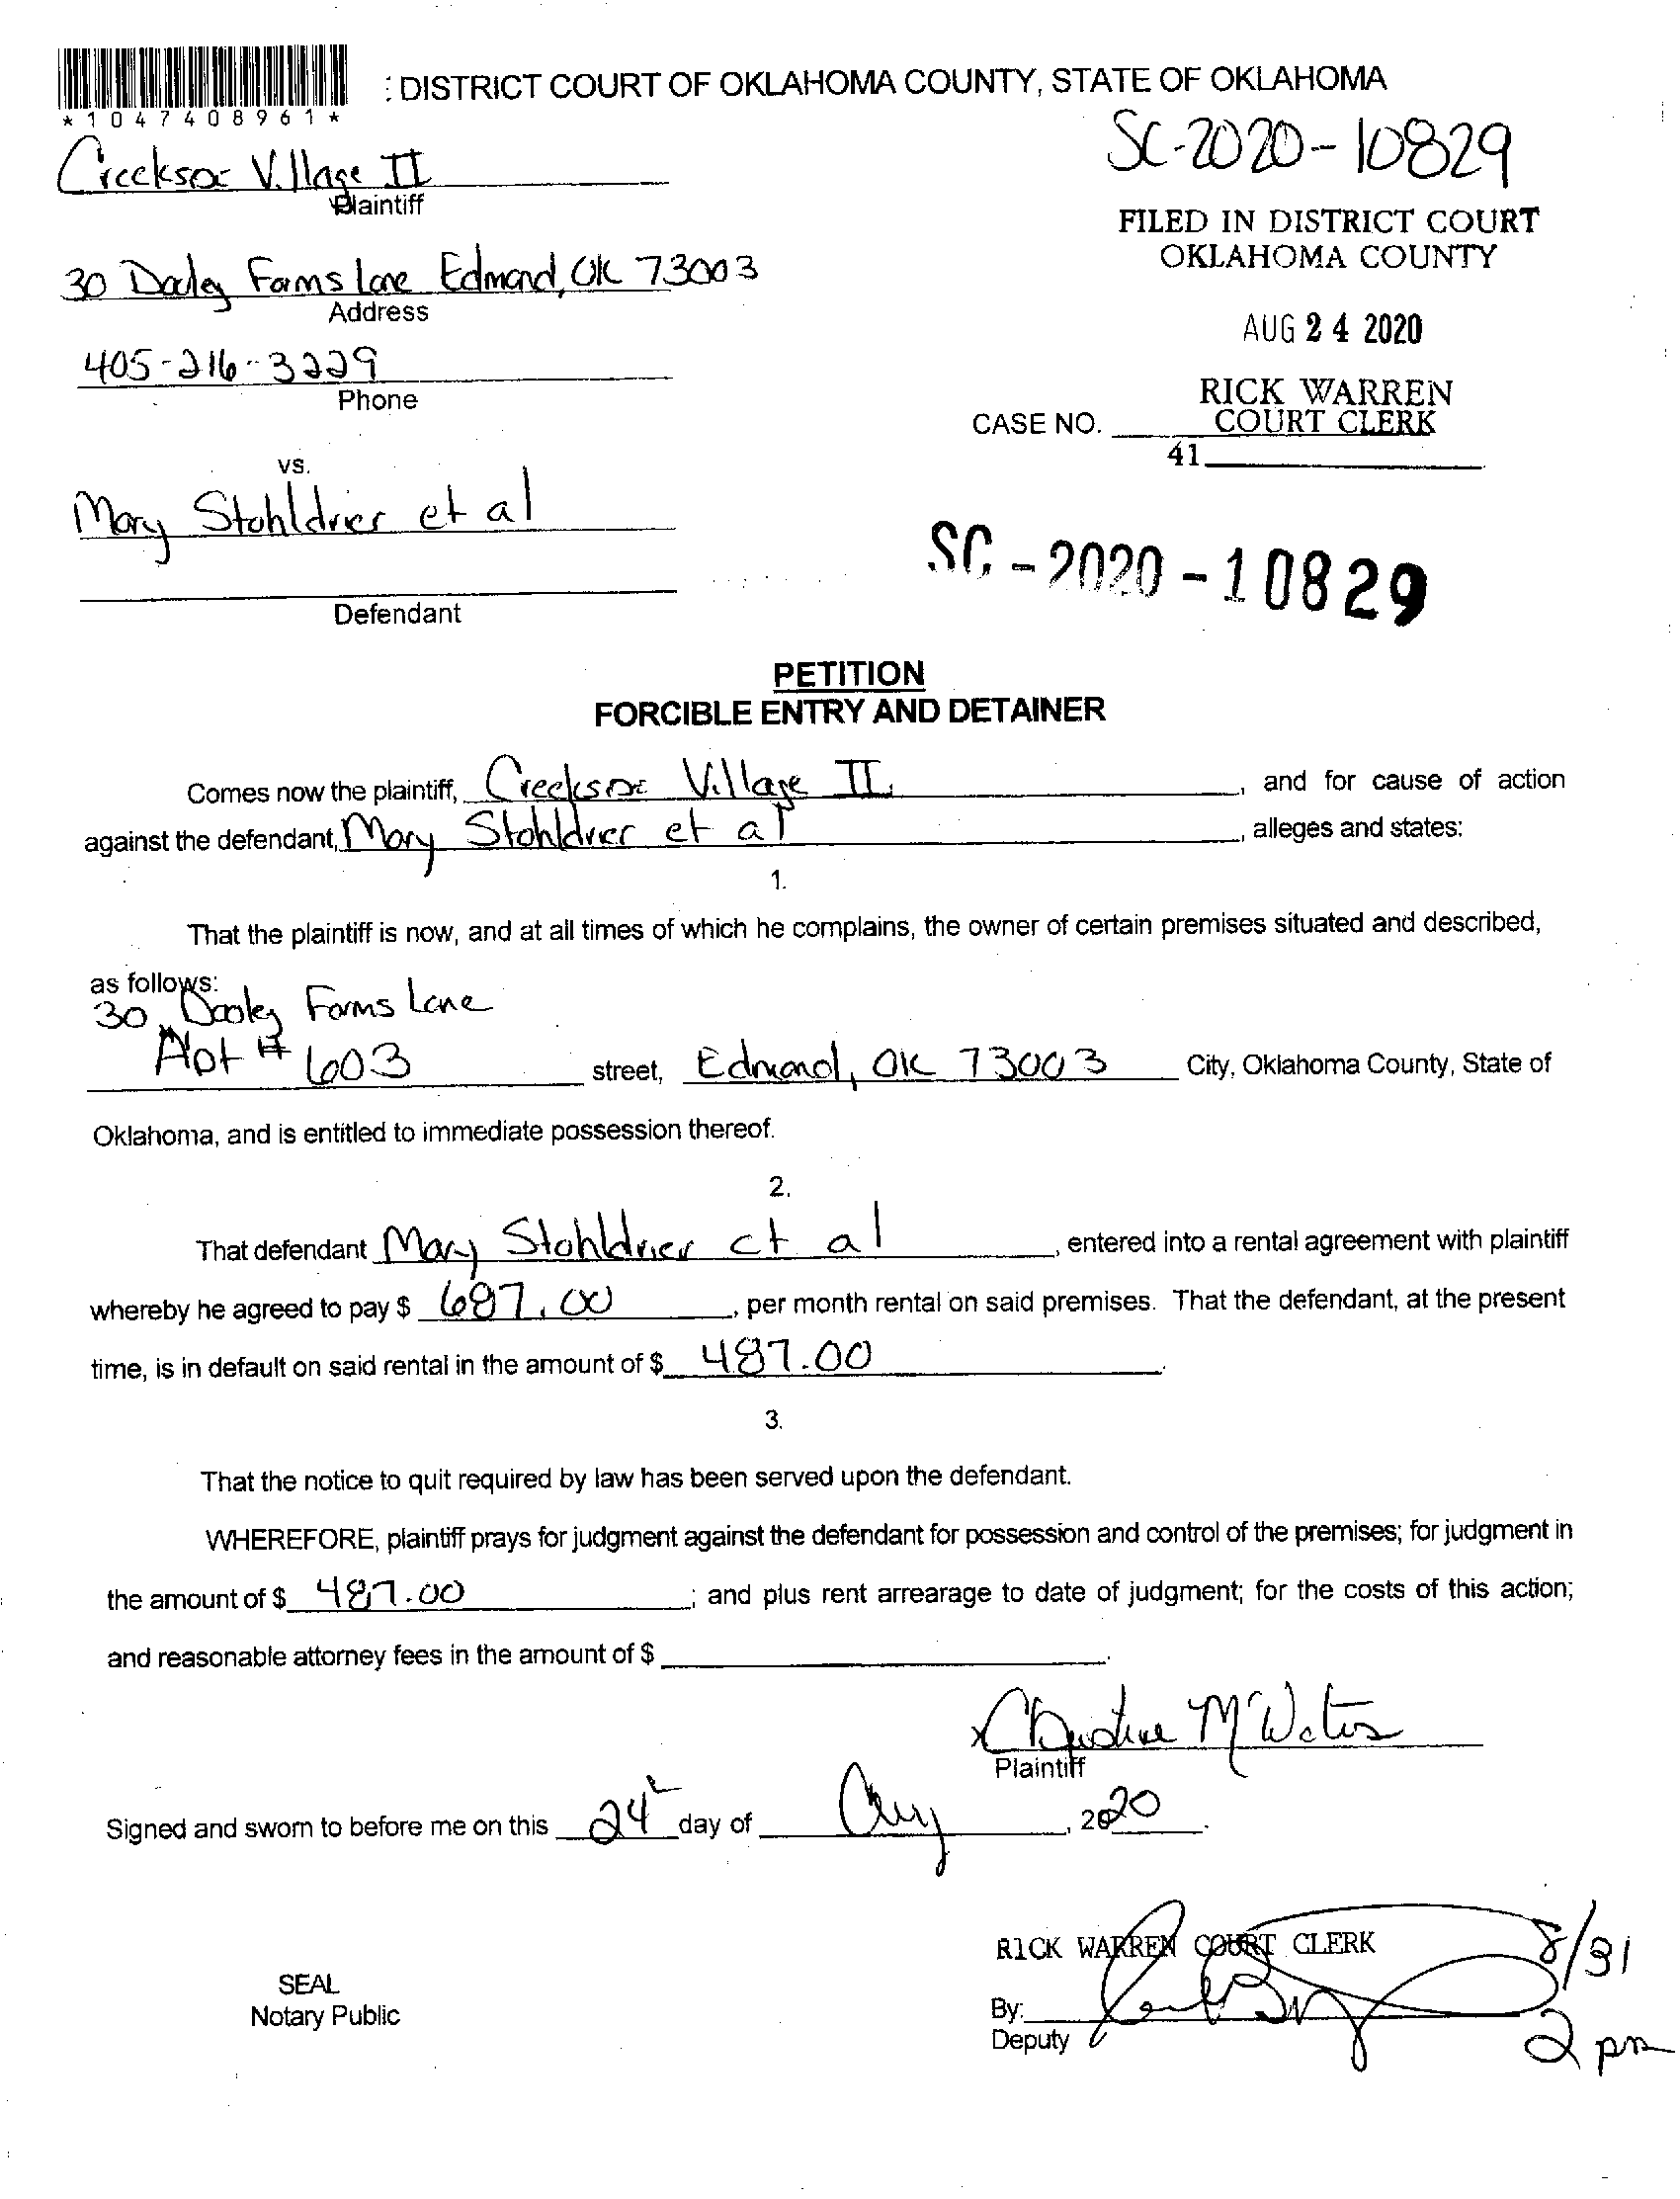 : DISTRICT COURT OF OKLAHOMA COUNTY, STATE OF OKLAHOMA
*1047408961*
SC-2020-10829
Creekside Village II
Plaintiff
FILED IN DISTRICT COURT
OKLAHOMA COUNTY
30 Dooley Farms Lane Edmond, OK 73003
Address
AUG 24 2020
405-216-3229
Phone
RICK WARREN
COURT CLERK
CASE NO.
41
vs.
Mary Stohldrier et al
SC-2020-10829
Defendant
PETITION
FORCIBLE ENTRY AND DETAINER
Comes now the plaintiff, Creekside Village II, and for cause of action
against the defendant, Mary Stohldrier et al, alleges and states:
1.
That the plaintiff is now, and at all times of which he complains, the owner of certain premises situated and described,
as follows:
30 Dooley Farms Lane
Apt # 603 street, Edmond, OK 73003 City, Oklahoma County, State of
Oklahoma, and is entitled to immediate possession thereof.
2.
That defendant Mary Stohldrier et al, entered into a rental agreement with plaintiff
whereby he agreed to pay $ 687.00, per month rental on said premises. That the defendant, at the present
time, is in default on said rental in the amount of $ 487.00.
3.
That the notice to quit required by law has been served upon the defendant.
WHEREFORE, plaintiff prays for judgment against the defendant for possession and control of the premises; for judgment in
the amount of $ 487.00; and plus rent arrearage to date of judgment; for the costs of this action;
and reasonable attorney fees in the amount of $ .
x Christine McWaters
Plaintiff
Signed and sworn to before me on this 24 day of Aug, 2020.
RICK WARREN COURT CLERK
8/31
SEAL
Notary Public
By:
Deputy
2 pm